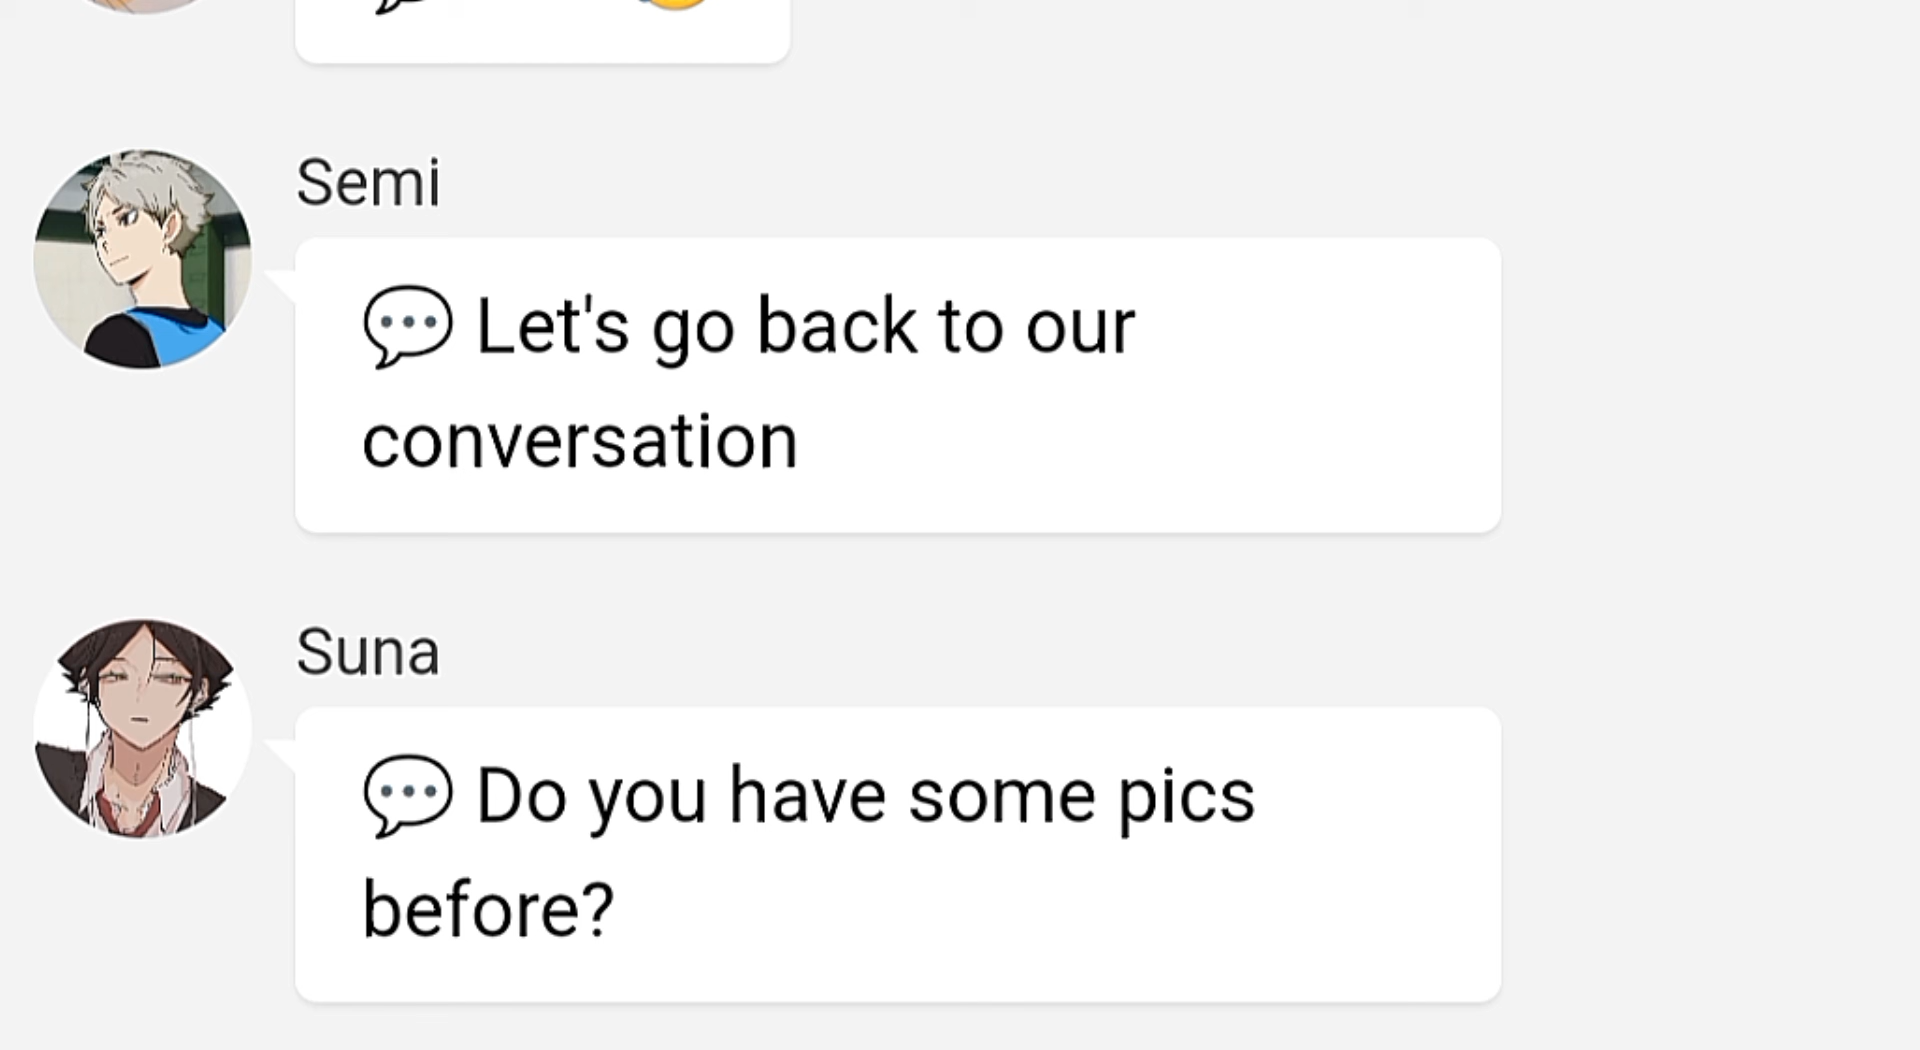 Semi
💬 Let's go back to our
conversation
Suna
💬 Do you have some pics
before?